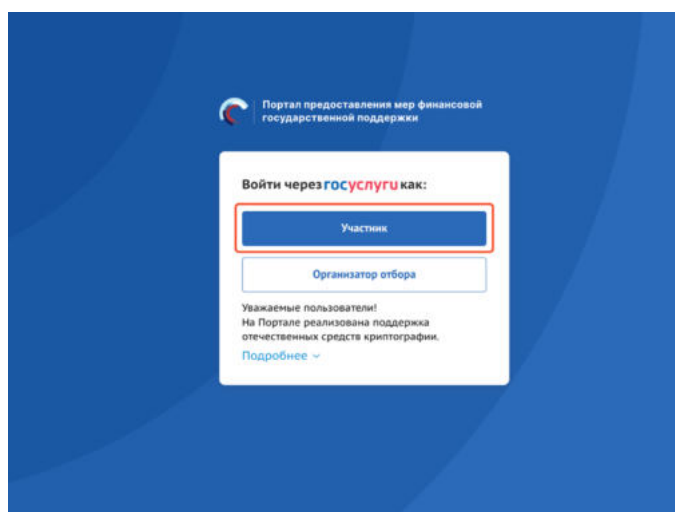 Портал предоставления мер финансовой
государственной поддержки
Войти через госуслуги как:
Участник
Организатор отбора
Уважаемые пользователи!
На Портале реализована поддержка
отечественных средств криптографии.
Подробнее